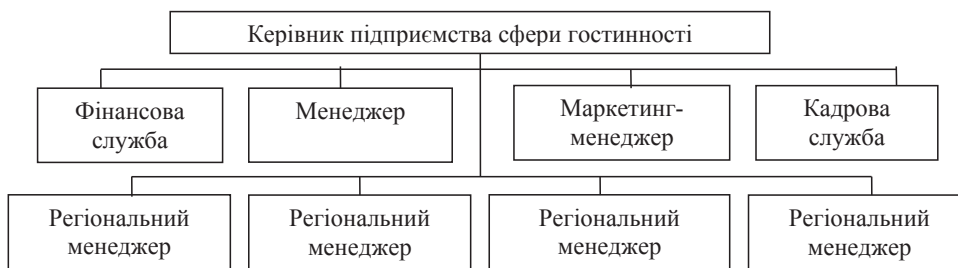 Керівник підприємства сфери гостинності
Фінансова
служба
Менеджер
Маркетинг-
менеджер
Кадрова
служба
Регіональний
менеджер
Регіональний
менеджер
Регіональний
менеджер
Регіональний
менеджер